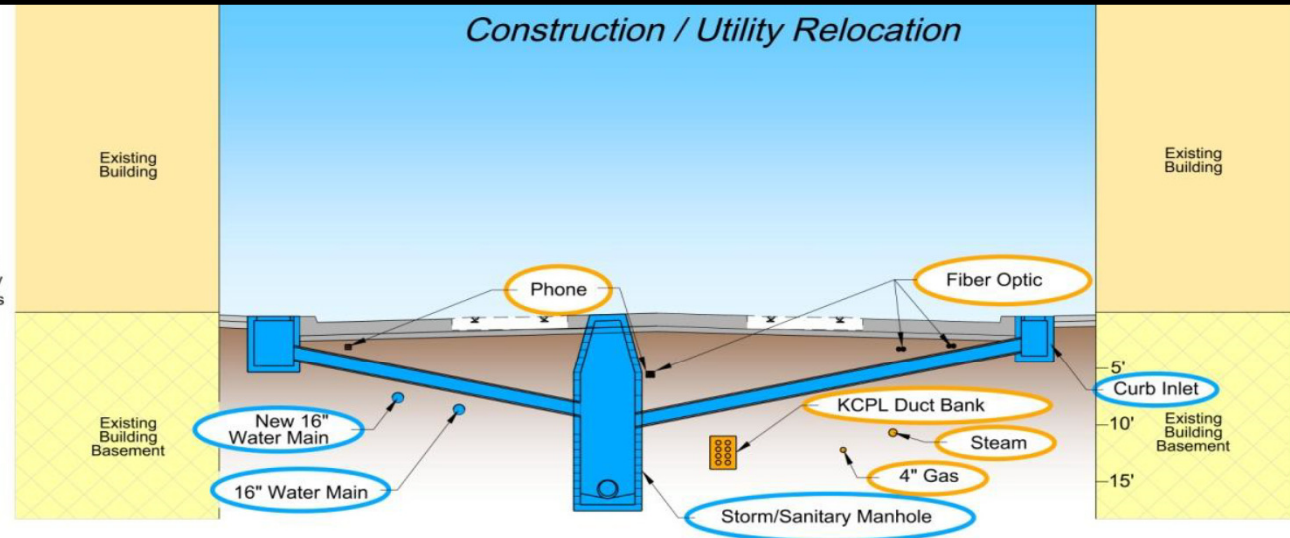 Construction / Utility Relocation
Existing
Building
Existing
Building
Phone
Fiber Optic
5'
Curb Inlet
New 16"
Water Main
KCPL Duct Bank
10'
Existing
Building
Basement
Existing
Building
Basement
Steam
16" Water Main
4" Gas
15'
Storm/Sanitary Manhole